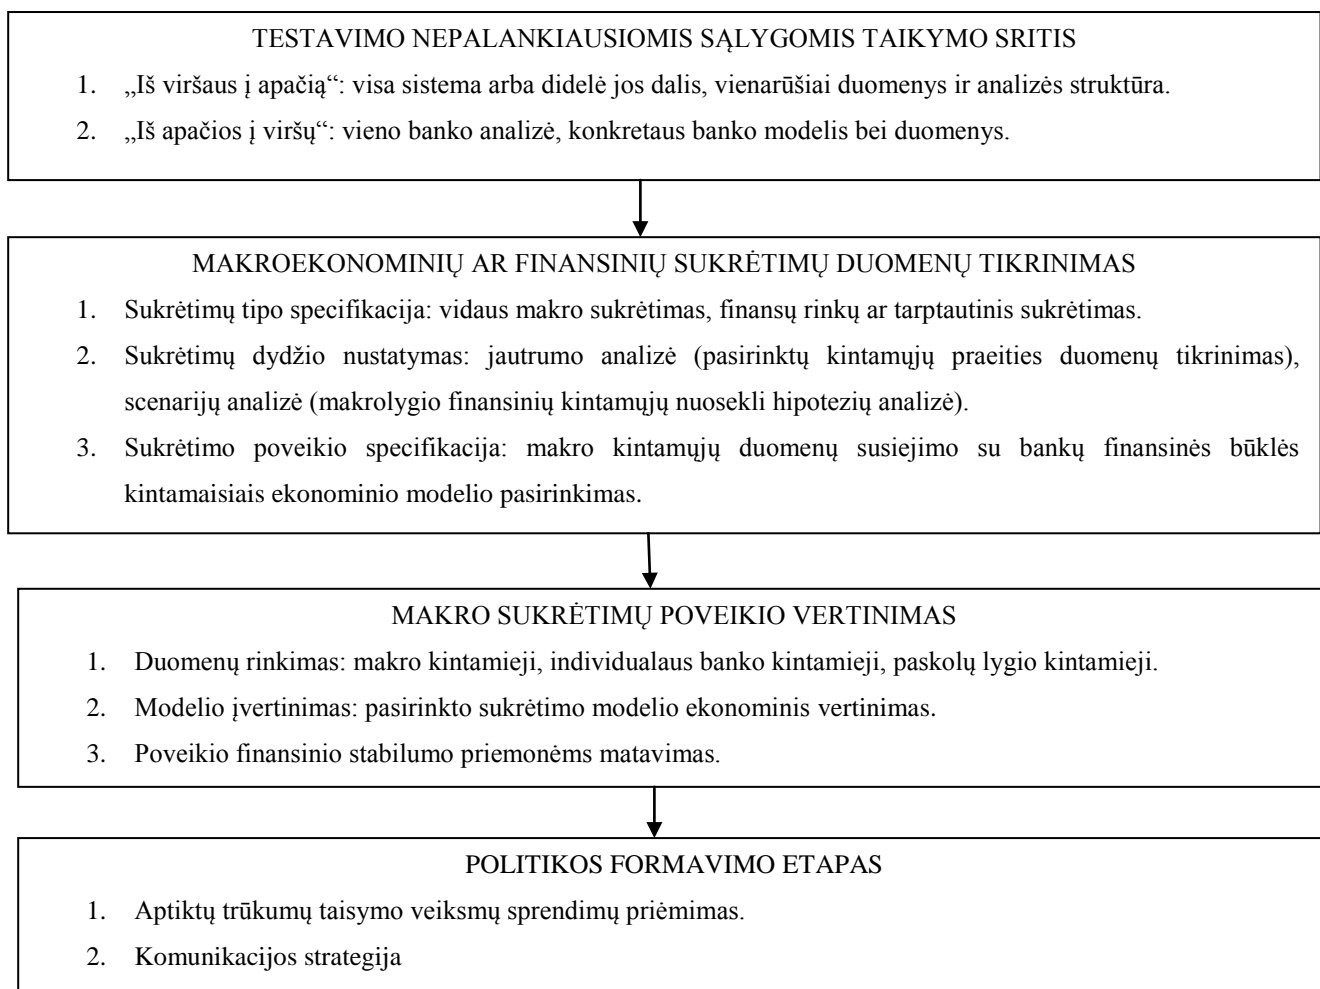 TESTAVIMO NEPALANKIAUSIOMIS SĄLYGOMIS TAIKYMO SRITIS
1. „Iš viršaus į apačią“: visa sistema arba didelė jos dalis, vienarūšiai duomenys ir analizės struktūra.
2. „Iš apačios į viršų“: vieno banko analizė, konkretaus banko modelis bei duomenys.
MAKROEKONOMINIŲ AR FINANSINIŲ SUKRĖTIMŲ DUOMENŲ TIKRINIMAS
1. Sukrėtimų tipo specifikacija: vidaus makro sukrėtimas, finansų rinkų ar tarptautinis sukrėtimas.
2. Sukrėtimų dydžio nustatymas: jautrumo analizė (pasirinktų kintamųjų praeities duomenų tikrinimas),
scenarijų analizė (makrolygio finansinių kintamųjų nuosekli hipotezių analizė).
3. Sukrėtimo poveikio specifikacija: makro kintamųjų duomenų susiejimo su bankų finansinės būklės
kintamaisiais ekonominio modelio pasirinkimas.
MAKRO SUKRĖTIMŲ POVEIKIO VERTINIMAS
1. Duomenų rinkimas: makro kintamieji, individualaus banko kintamieji, paskolų lygio kintamieji.
2. Modelio įvertinimas: pasirinkto sukrėtimo modelio ekonominis vertinimas.
3. Poveikio finansinio stabilumo priemonėms matavimas.
POLITIKOS FORMAVIMO ETAPAS
1. Aptiktų trūkumų taisymo veiksmų sprendimų priėmimas.
2. Komunikacijos strategija